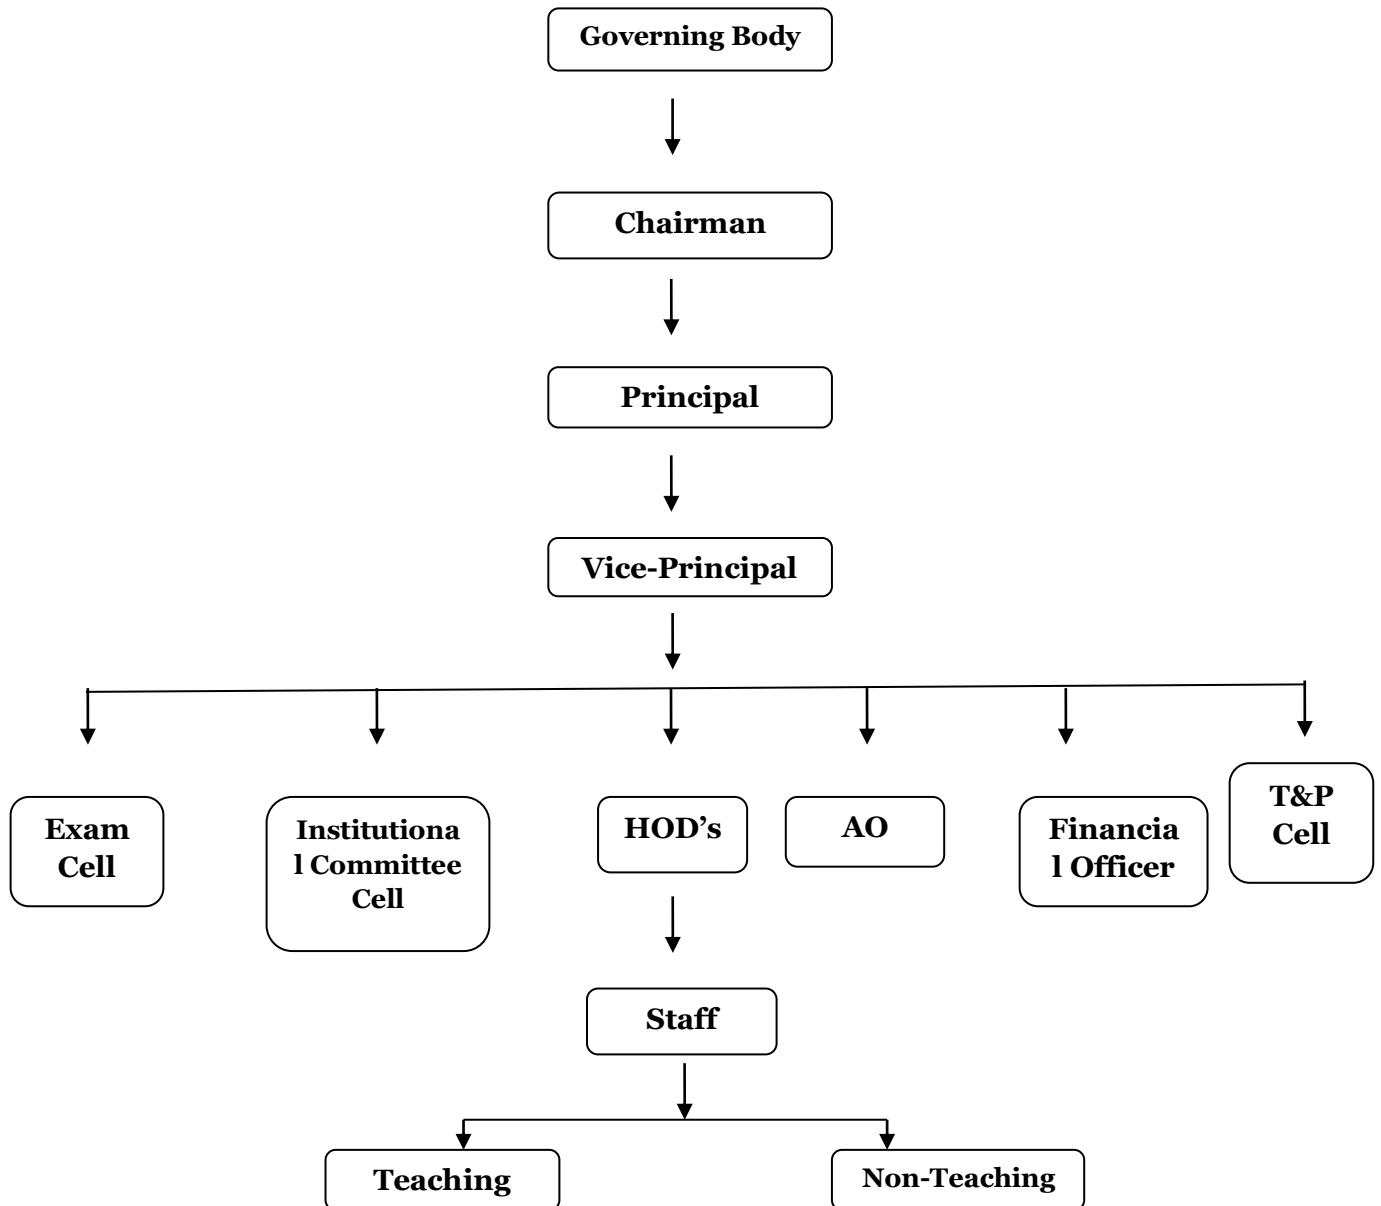 Governing Body
Chairman
Principal
Vice-Principal
Exam
Cell
Institutiona
l Committee
Cell
HOD’s
AO
Financia
l Officer
T&P
Cell
Staff
Teaching
Non-Teaching